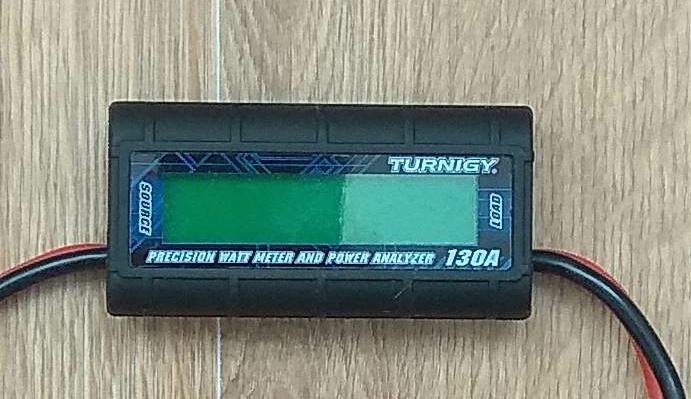 TURNIGY
SOURCE
LOAD
PRECISION WATT METER AND POWER ANALYZER 130A